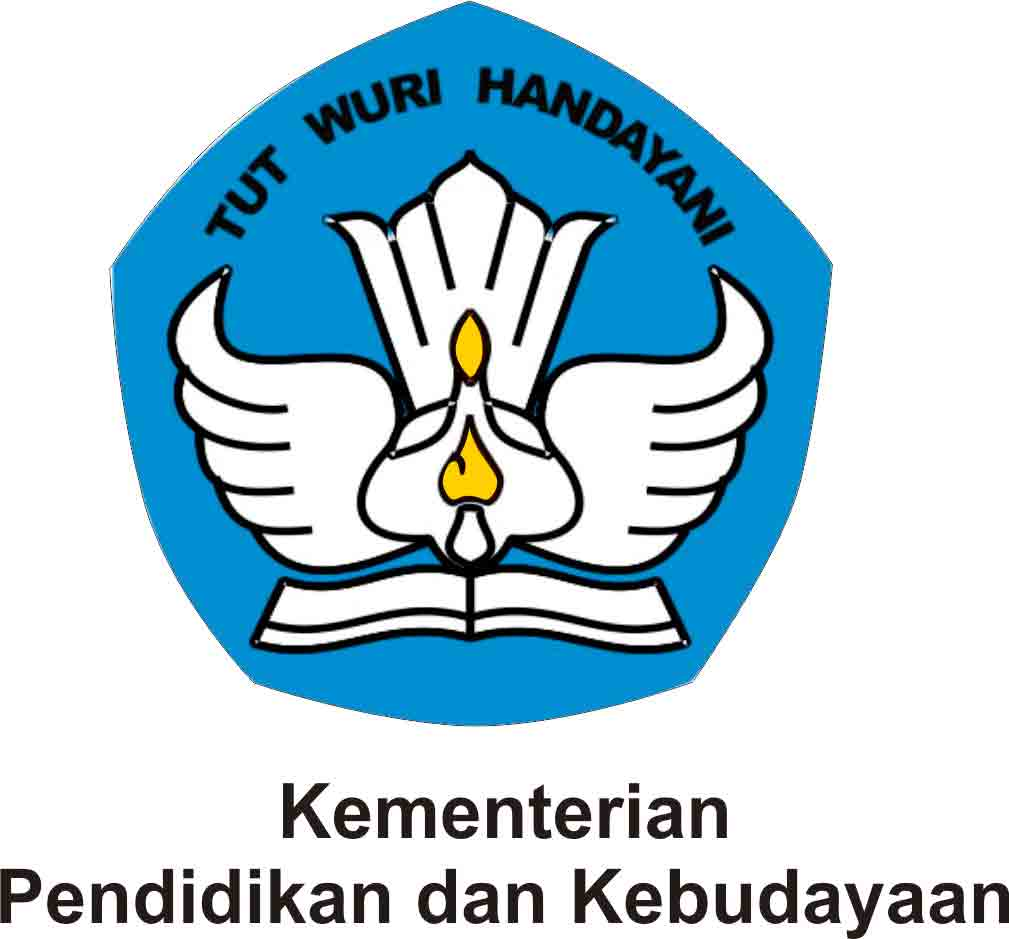 TUT WURI HANDAYANI
Kementerian
Pendidikan dan Kebudayaan